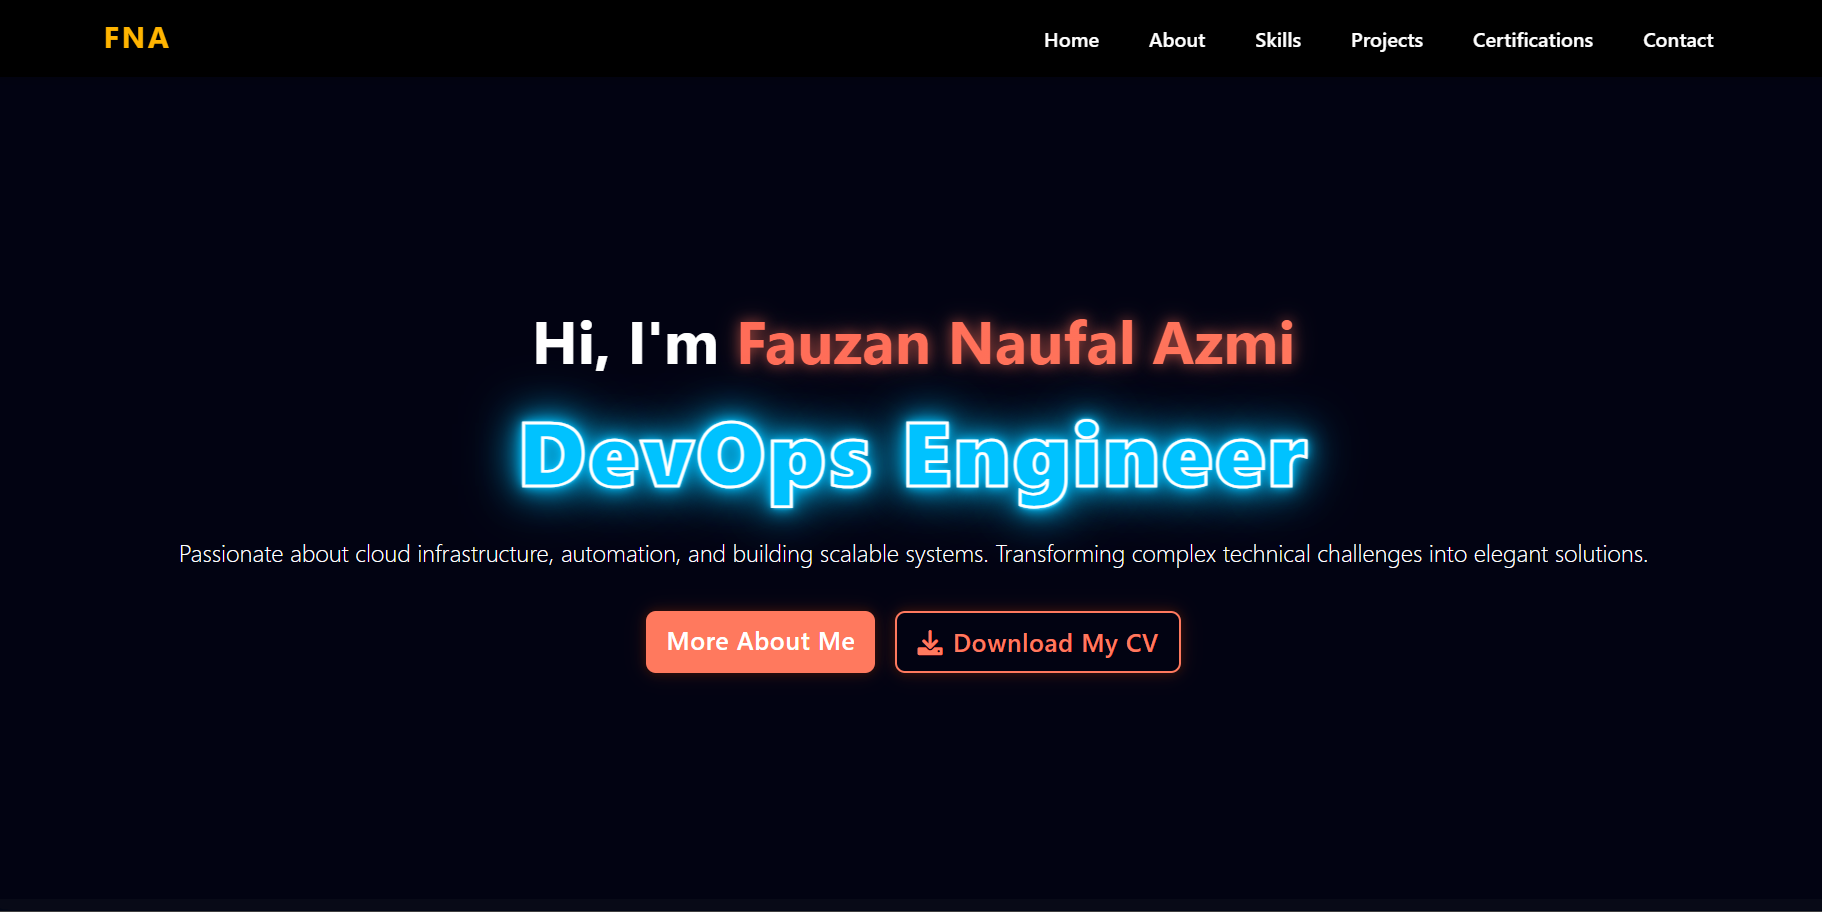 FNA
Home About Skills Projects Certifications Contact
Hi, I'm Fauzan Naufal Azmi
DevOps Engineer
Passionate about cloud infrastructure, automation, and building scalable systems. Transforming complex technical challenges into elegant solutions.
More About Me
Download My CV